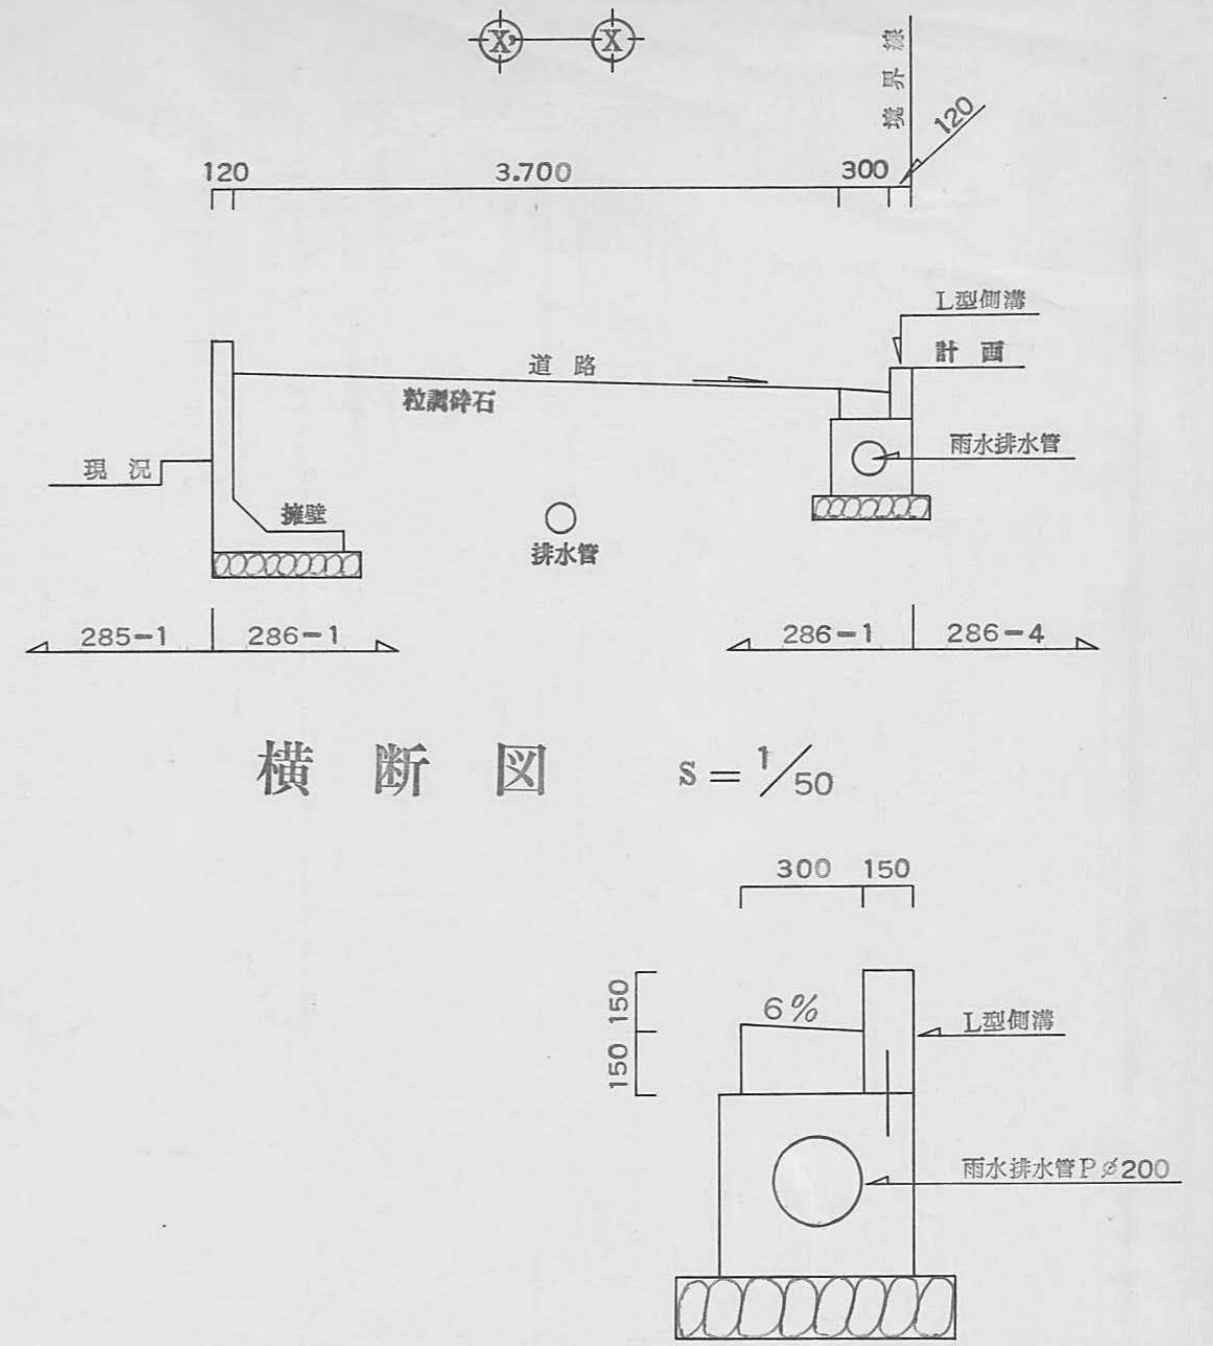 X X
境界線
120
120 3.700 300
L型側溝
計画
道路
粒調砕石
雨水排水管
現況
擁壁
排水管
285-1 286-1 286-1 286-4
横断図 S=1/50
300 150
150
150
6%
L型側溝
雨水排水管Pφ200